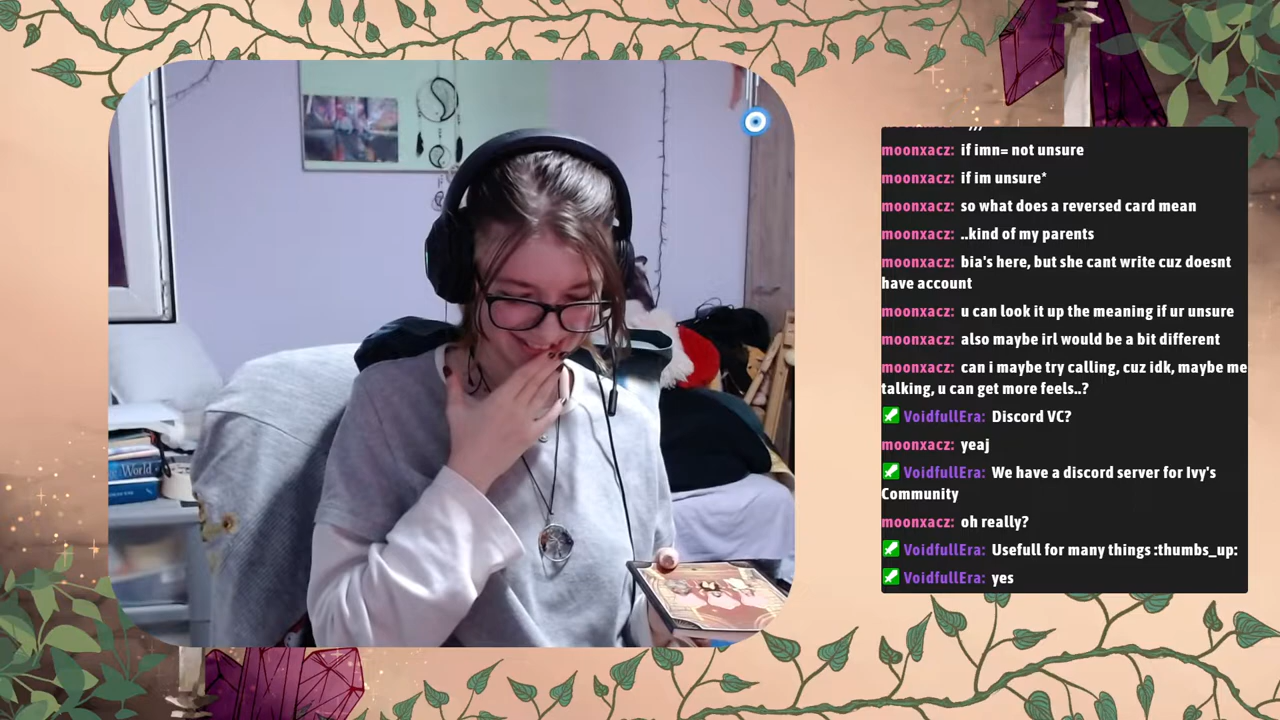 moonxacz: if imn= not unsure
moonxacz: if im unsure*
moonxacz: so what does a reversed card mean
moonxacz: ..kind of my parents
moonxacz: bia's here, but she cant write cuz doesnt
have account
moonxacz: u can look it up the meaning if ur unsure
moonxacz: also maybe irl would be a bit different
moonxacz: can i maybe try calling, cuz idk, maybe me
talking, u can get more feels..?
VoidfullEra: Discord VC?
moonxacz: yeaj
VoidfullEra: We have a discord server for Ivy's
Community
moonxacz: oh really?
VoidfullEra: Usefull for many things :thumbs_up:
VoidfullEra: yes
World